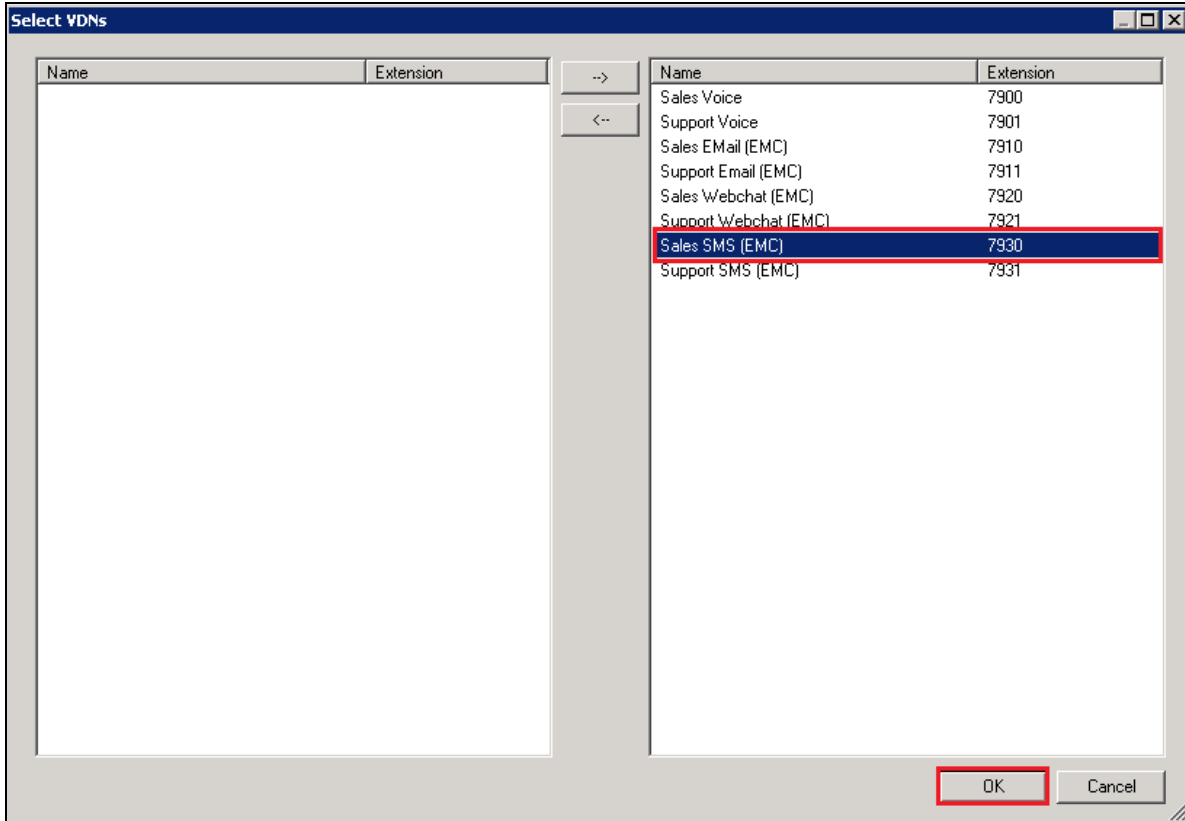 Select VDNs
Name Extension
-->
<--
Name Extension
Sales Voice 7900
Support Voice 7901
Sales EMail (EMC) 7910
Support Email (EMC) 7911
Sales Webchat (EMC) 7920
Support Webchat (EMC) 7921
Sales SMS (EMC) 7930
Support SMS (EMC) 7931
OK Cancel